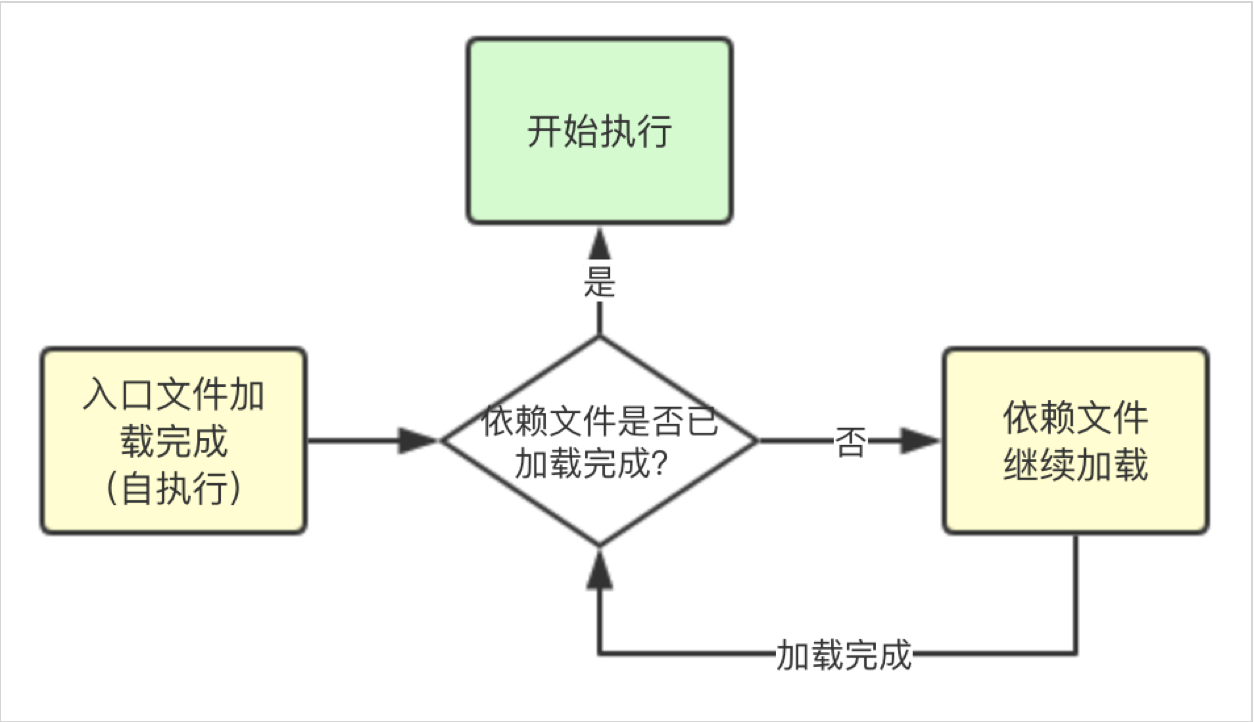 开始执行
是
入口文件加
载完成
(自执行)
依赖文件是否已
加载完成?
否
依赖文件
继续加载
加载完成